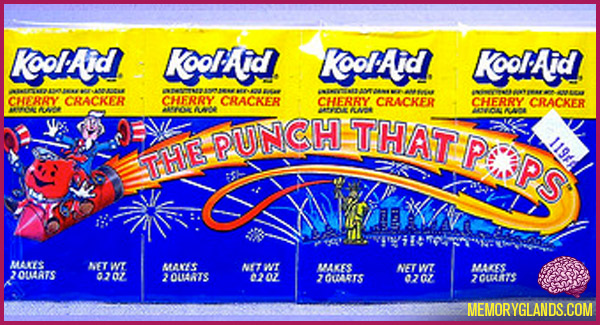 Kool-Aid
UNSWEETENED SOFT DRINK MIX - ADD SUGAR
CHERRY CRACKER
ARTIFICIAL FLAVOR
Kool-Aid
UNSWEETENED SOFT DRINK MIX - ADD SUGAR
CHERRY CRACKER
ARTIFICIAL FLAVOR
Kool-Aid
UNSWEETENED SOFT DRINK MIX - ADD SUGAR
CHERRY CRACKER
ARTIFICIAL FLAVOR
Kool-Aid
UNSWEETENED SOFT DRINK MIX - ADD SUGAR
CHERRY CRACKER
ARTIFICIAL FLAVOR
THE PUNCH THAT POPS
MAKES
2 QUARTS
NET WT.
0.2 OZ.
MAKES
2 QUARTS
NET WT.
0.2 OZ.
MAKES
2 QUARTS
NET WT.
0.2 OZ.
MAKES
2 QUARTS
MEMORYGLANDS.COM